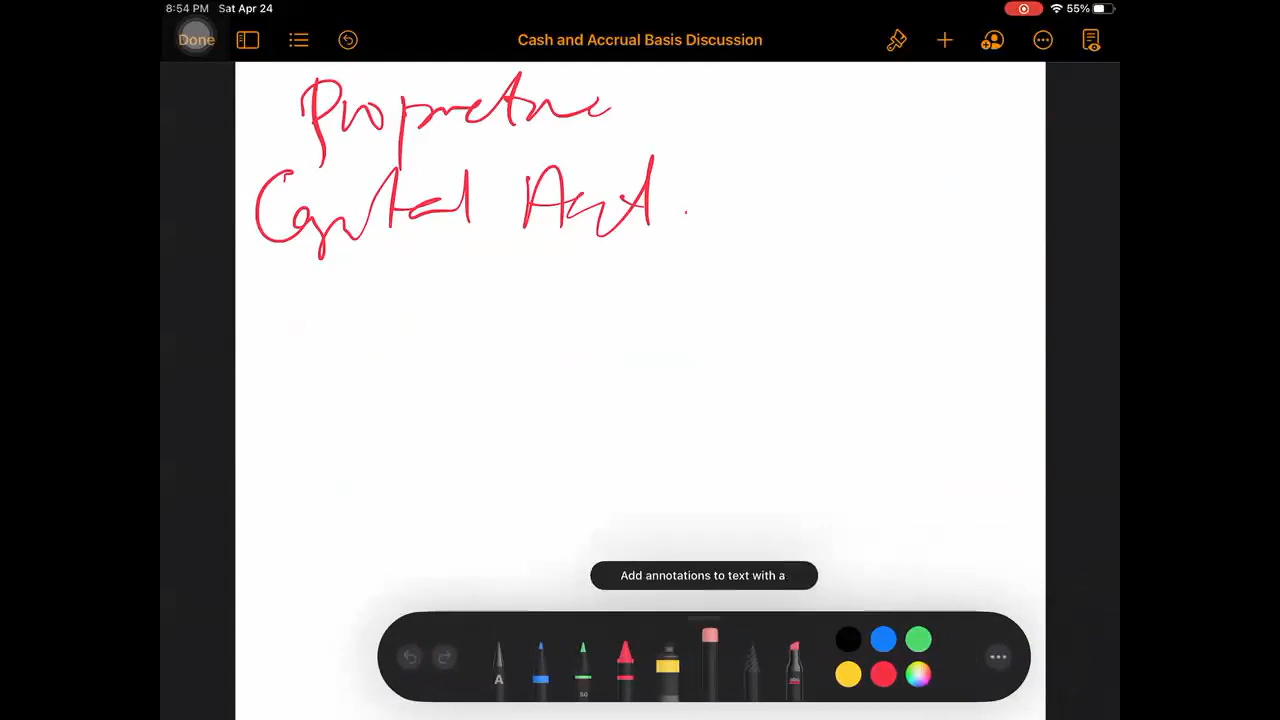 8:54 PM Sat Apr 24
55%
Done
Cash and Accrual Basis Discussion
Capital Acct.
Add annotations to text with a
A
50